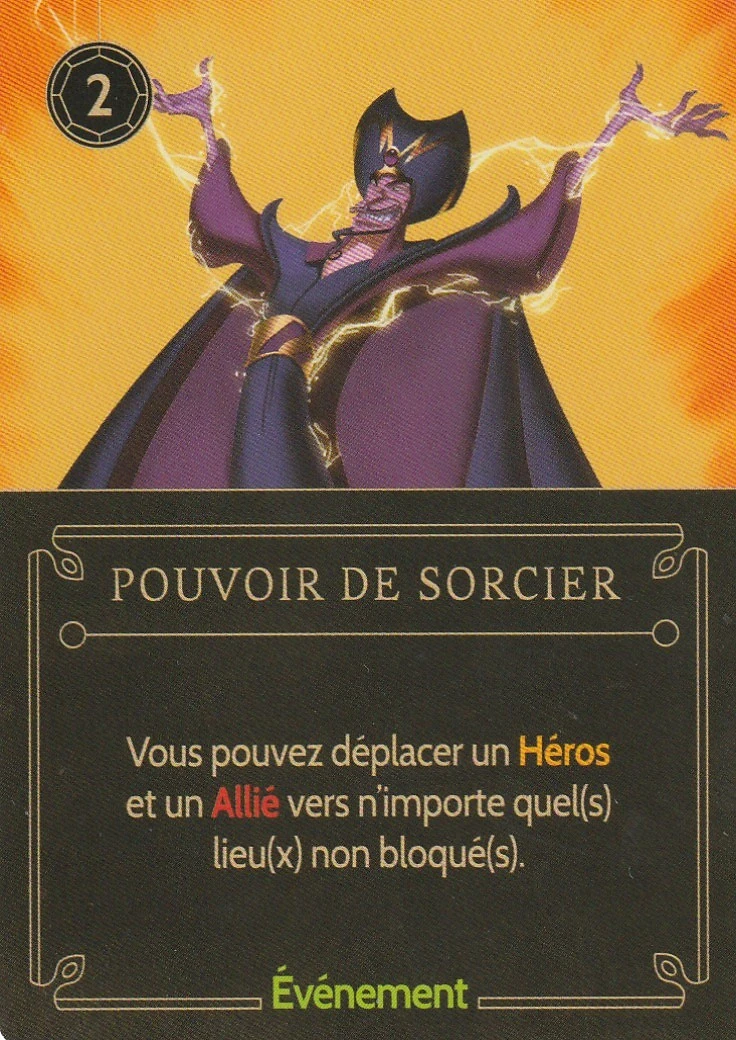 2
POUVOIR DE SORCIER
Vous pouvez déplacer un Héros
et un Allié vers n'importe quel(s)
lieu(x) non bloqué(s).
Événement